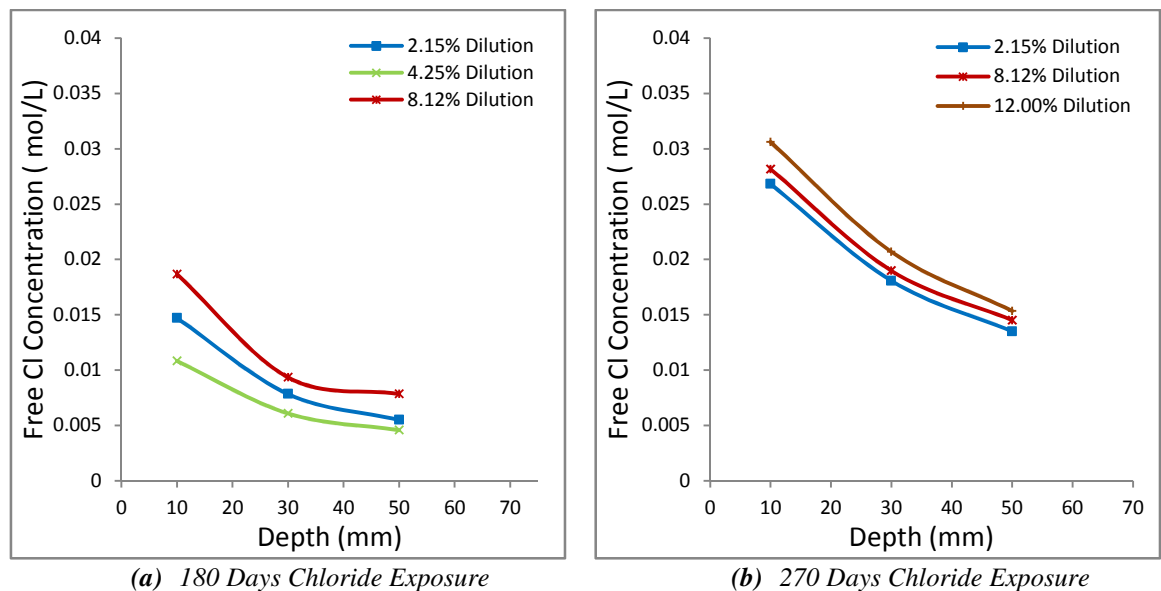 0.04
0.035
0.03
0.025
0.02
0.015
0.01
0.005
0
Free Cl Concentration ( mol/L)
2.15% Dilution
4.25% Dilution
8.12% Dilution
0 10 20 30 40 50 60 70
Depth (mm)
(a) 180 Days Chloride Exposure
0.04
0.035
0.03
0.025
0.02
0.015
0.01
0.005
0
Free Cl Concentration ( mol/L)
2.15% Dilution
8.12% Dilution
12.00% Dilution
0 10 20 30 40 50 60 70
Depth (mm)
(b) 270 Days Chloride Exposure